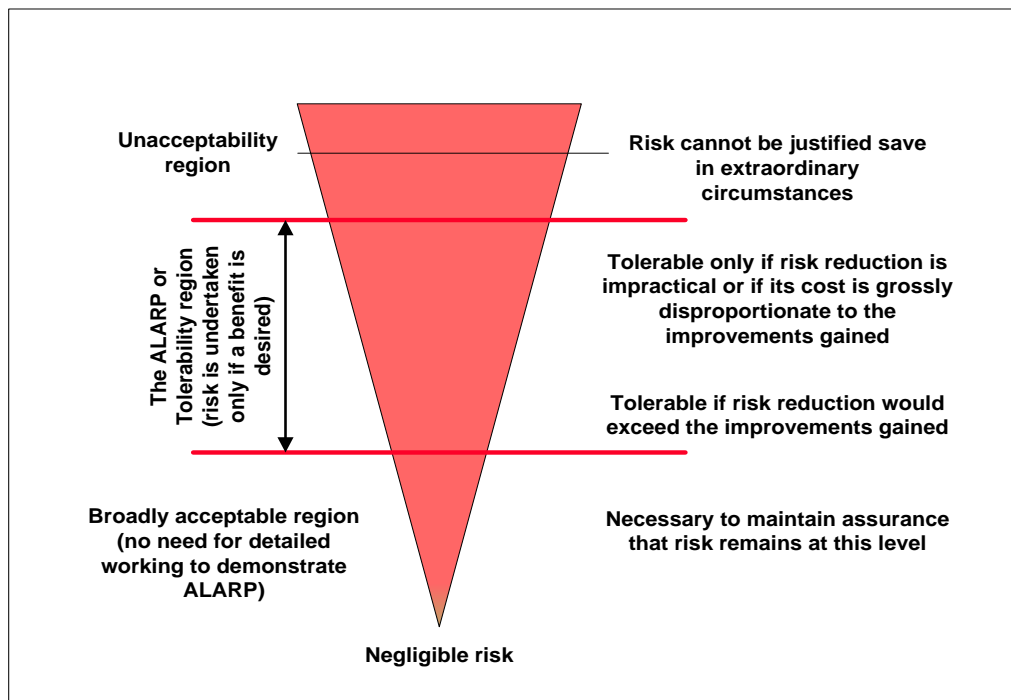 Unacceptability
region
Risk cannot be justified save
in extraordinary
circumstances
The ALARP or
Tolerability region
(risk is undertaken
only if a benefit is
desired)
Tolerable only if risk reduction is
impractical or if its cost is grossly
disproportionate to the
improvements gained
Tolerable if risk reduction would
exceed the improvements gained
Broadly acceptable region
(no need for detailed
working to demonstrate
ALARP)
Necessary to maintain assurance
that risk remains at this level
Negligible risk